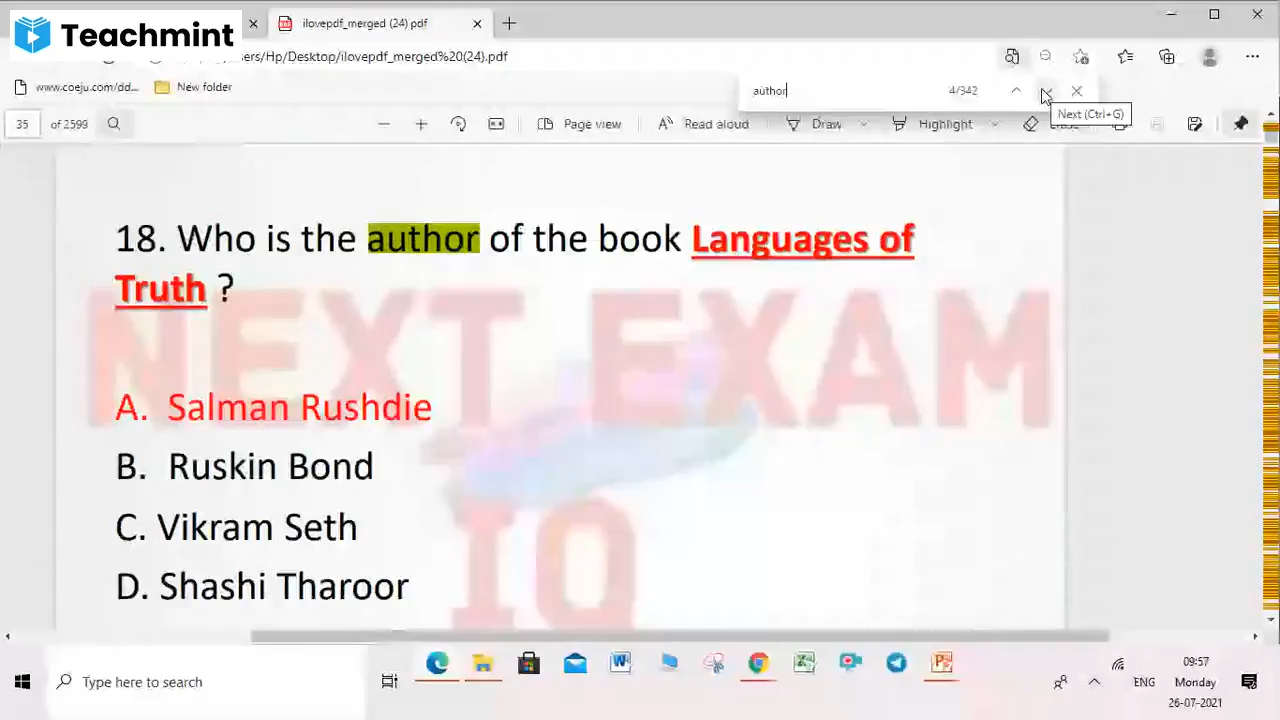 Teachmint
ilovepdf_merged (24).pdf
ers/Hp/Desktop/ilovepdf_merged%20(24).pdf
www.coeju.com/dd...
New folder
author
4/342
Next (Ctrl+G)
35
of 2599
Page view
Read aloud
Draw
Highlight
18. Who is the author of the book Languages of
Truth ?
NEXT EXAM
IQ
A. Salman Rushdie
B. Ruskin Bond
C. Vikram Seth
D. Shashi Tharoor
Type here to search
ENG
09:57
Monday
26-07-2021